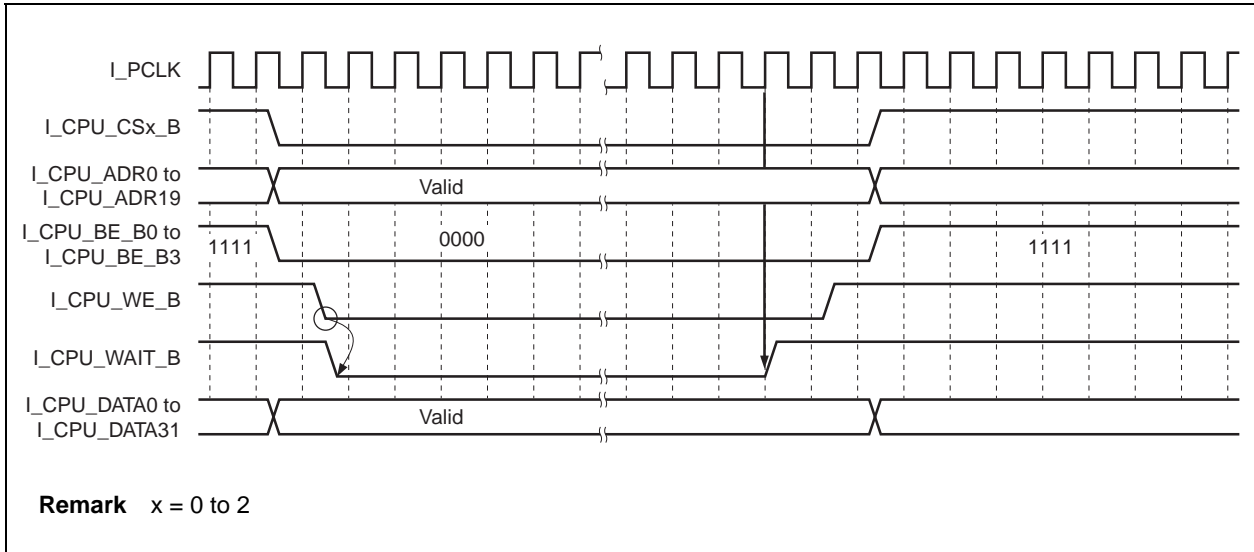 I_PCLK
I_CPU_CSx_B
I_CPU_ADR0 to
I_CPU_ADR19
Valid
I_CPU_BE_B0 to
I_CPU_BE_B3
1111
0000
1111
I_CPU_WE_B
I_CPU_WAIT_B
I_CPU_DATA0 to
I_CPU_DATA31
Valid
Remark x = 0 to 2